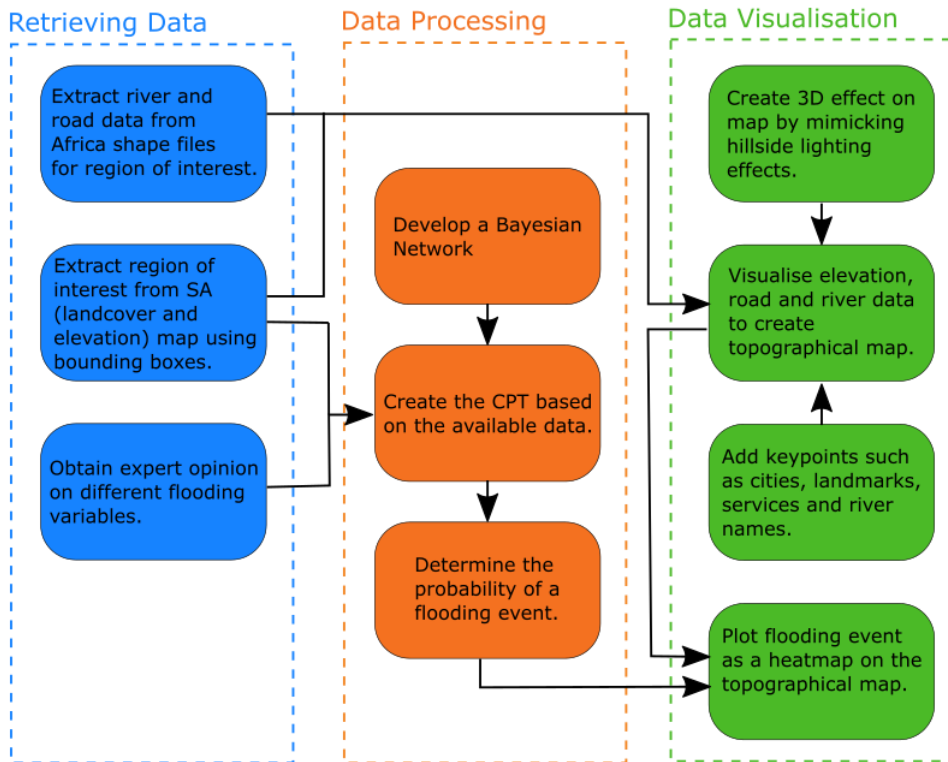 Retrieving Data
Extract river and
road data from
Africa shape files
for region of interest.
Extract region of
interest from SA
(landcover and
elevation) map using
bounding boxes.
Obtain expert opinion
on different flooding
variables.
Data Processing
Develop a Bayesian
Network
Create the CPT based
on the available data.
Determine the
probability of a
flooding event.
Data Visualisation
Create 3D effect on
map by mimicking
hillside lighting
effects.
Visualise elevation,
road and river data
to create
topographical map.
Add keypoints such
as cities, landmarks,
services and river
names.
Plot flooding event
as a heatmap on the
topographical map.